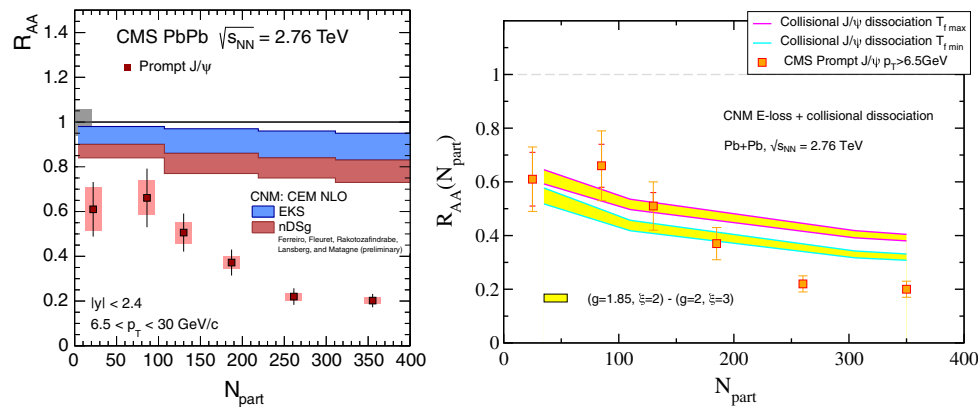 R_AA
1.4
1.2
1
0.8
0.6
0.4
0.2
0
CMS PbPb √s_NN = 2.76 TeV
Prompt J/ψ
CNM: CEM NLO
EKS
nDSg
Ferreiro, Fleuret, Rakotozafindrabe,
Lansberg, and Matagne (preliminary)
|y| < 2.4
6.5 < p_T < 30 GeV/c
0 50 100 150 200 250 300 350 400
N_part
Collisional J/ψ dissociation T_f max
Collisional J/ψ dissociation T_f min
CMS Prompt J/ψ p_T>6.5GeV
R_AA(N_part)
1
0.8
0.6
0.4
0.2
0
CNM E-loss + collisional dissociation
Pb+Pb, √s_NN = 2.76 TeV
(g=1.85, ξ=2) - (g=2, ξ=3)
0 100 200 300 400
N_part